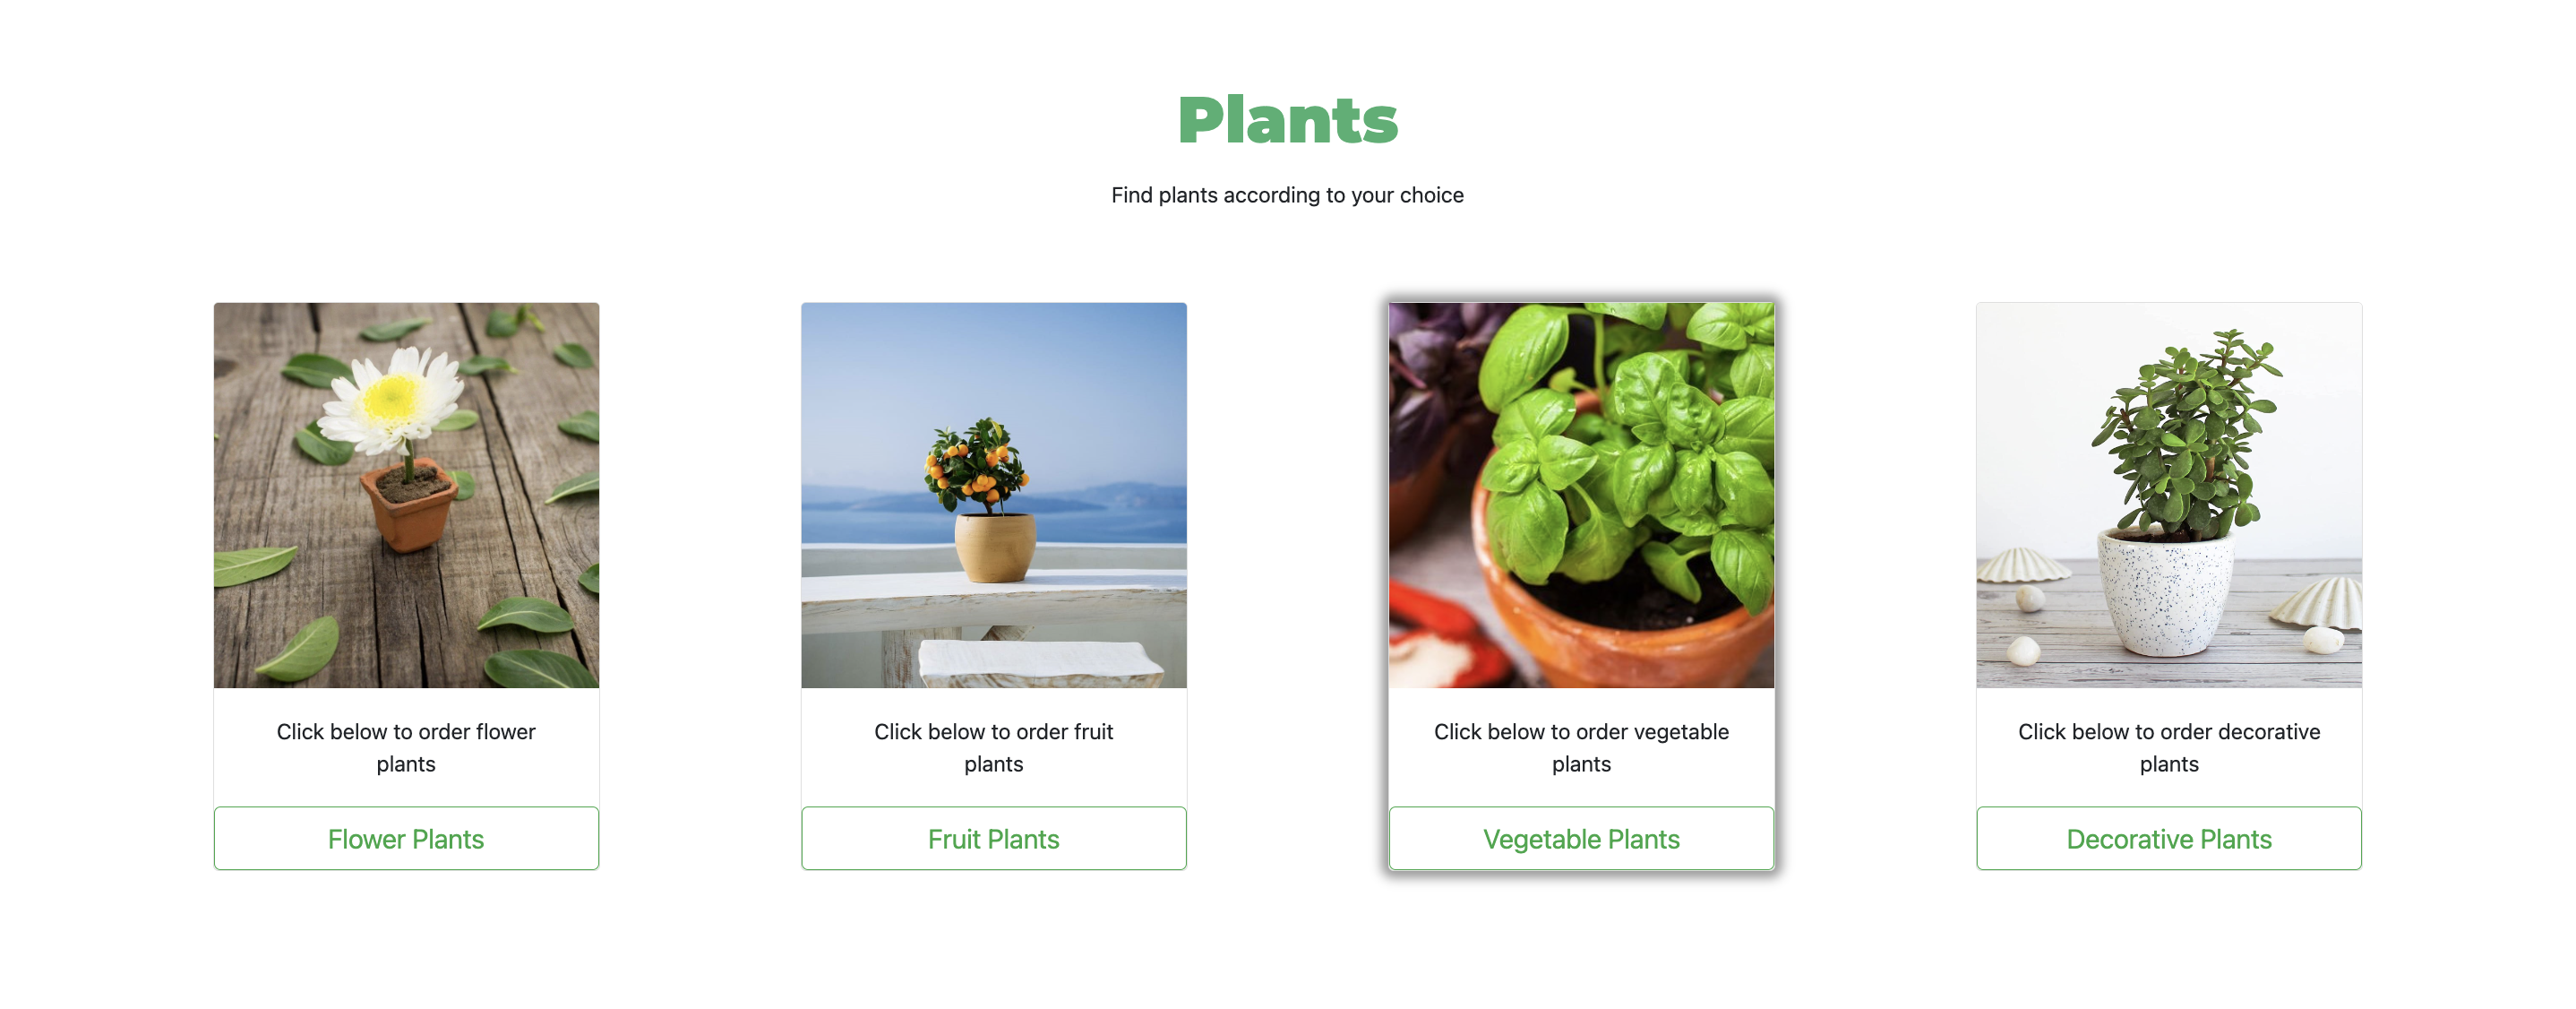 Plants
Find plants according to your choice
Click below to order flower
plants
Flower Plants
Click below to order fruit
plants
Fruit Plants
Click below to order vegetable
plants
Vegetable Plants
Click below to order decorative
plants
Decorative Plants